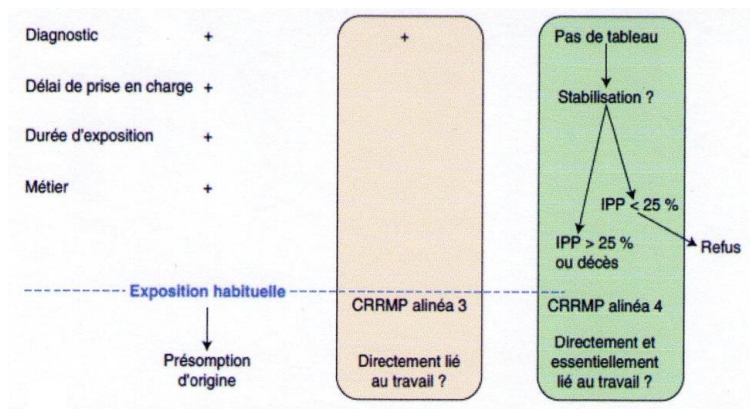 Diagnostic +
Délai de prise en charge +
Durée d'exposition +
Métier +
Exposition habituelle
Présomption
d'origine
+
CRRMP alinéa 3
Directement lié
au travail ?
Pas de tableau
Stabilisation ?
IPP < 25 %
Refus
IPP > 25 %
ou décès
CRRMP alinéa 4
Directement et
essentiellement
lié au travail ?